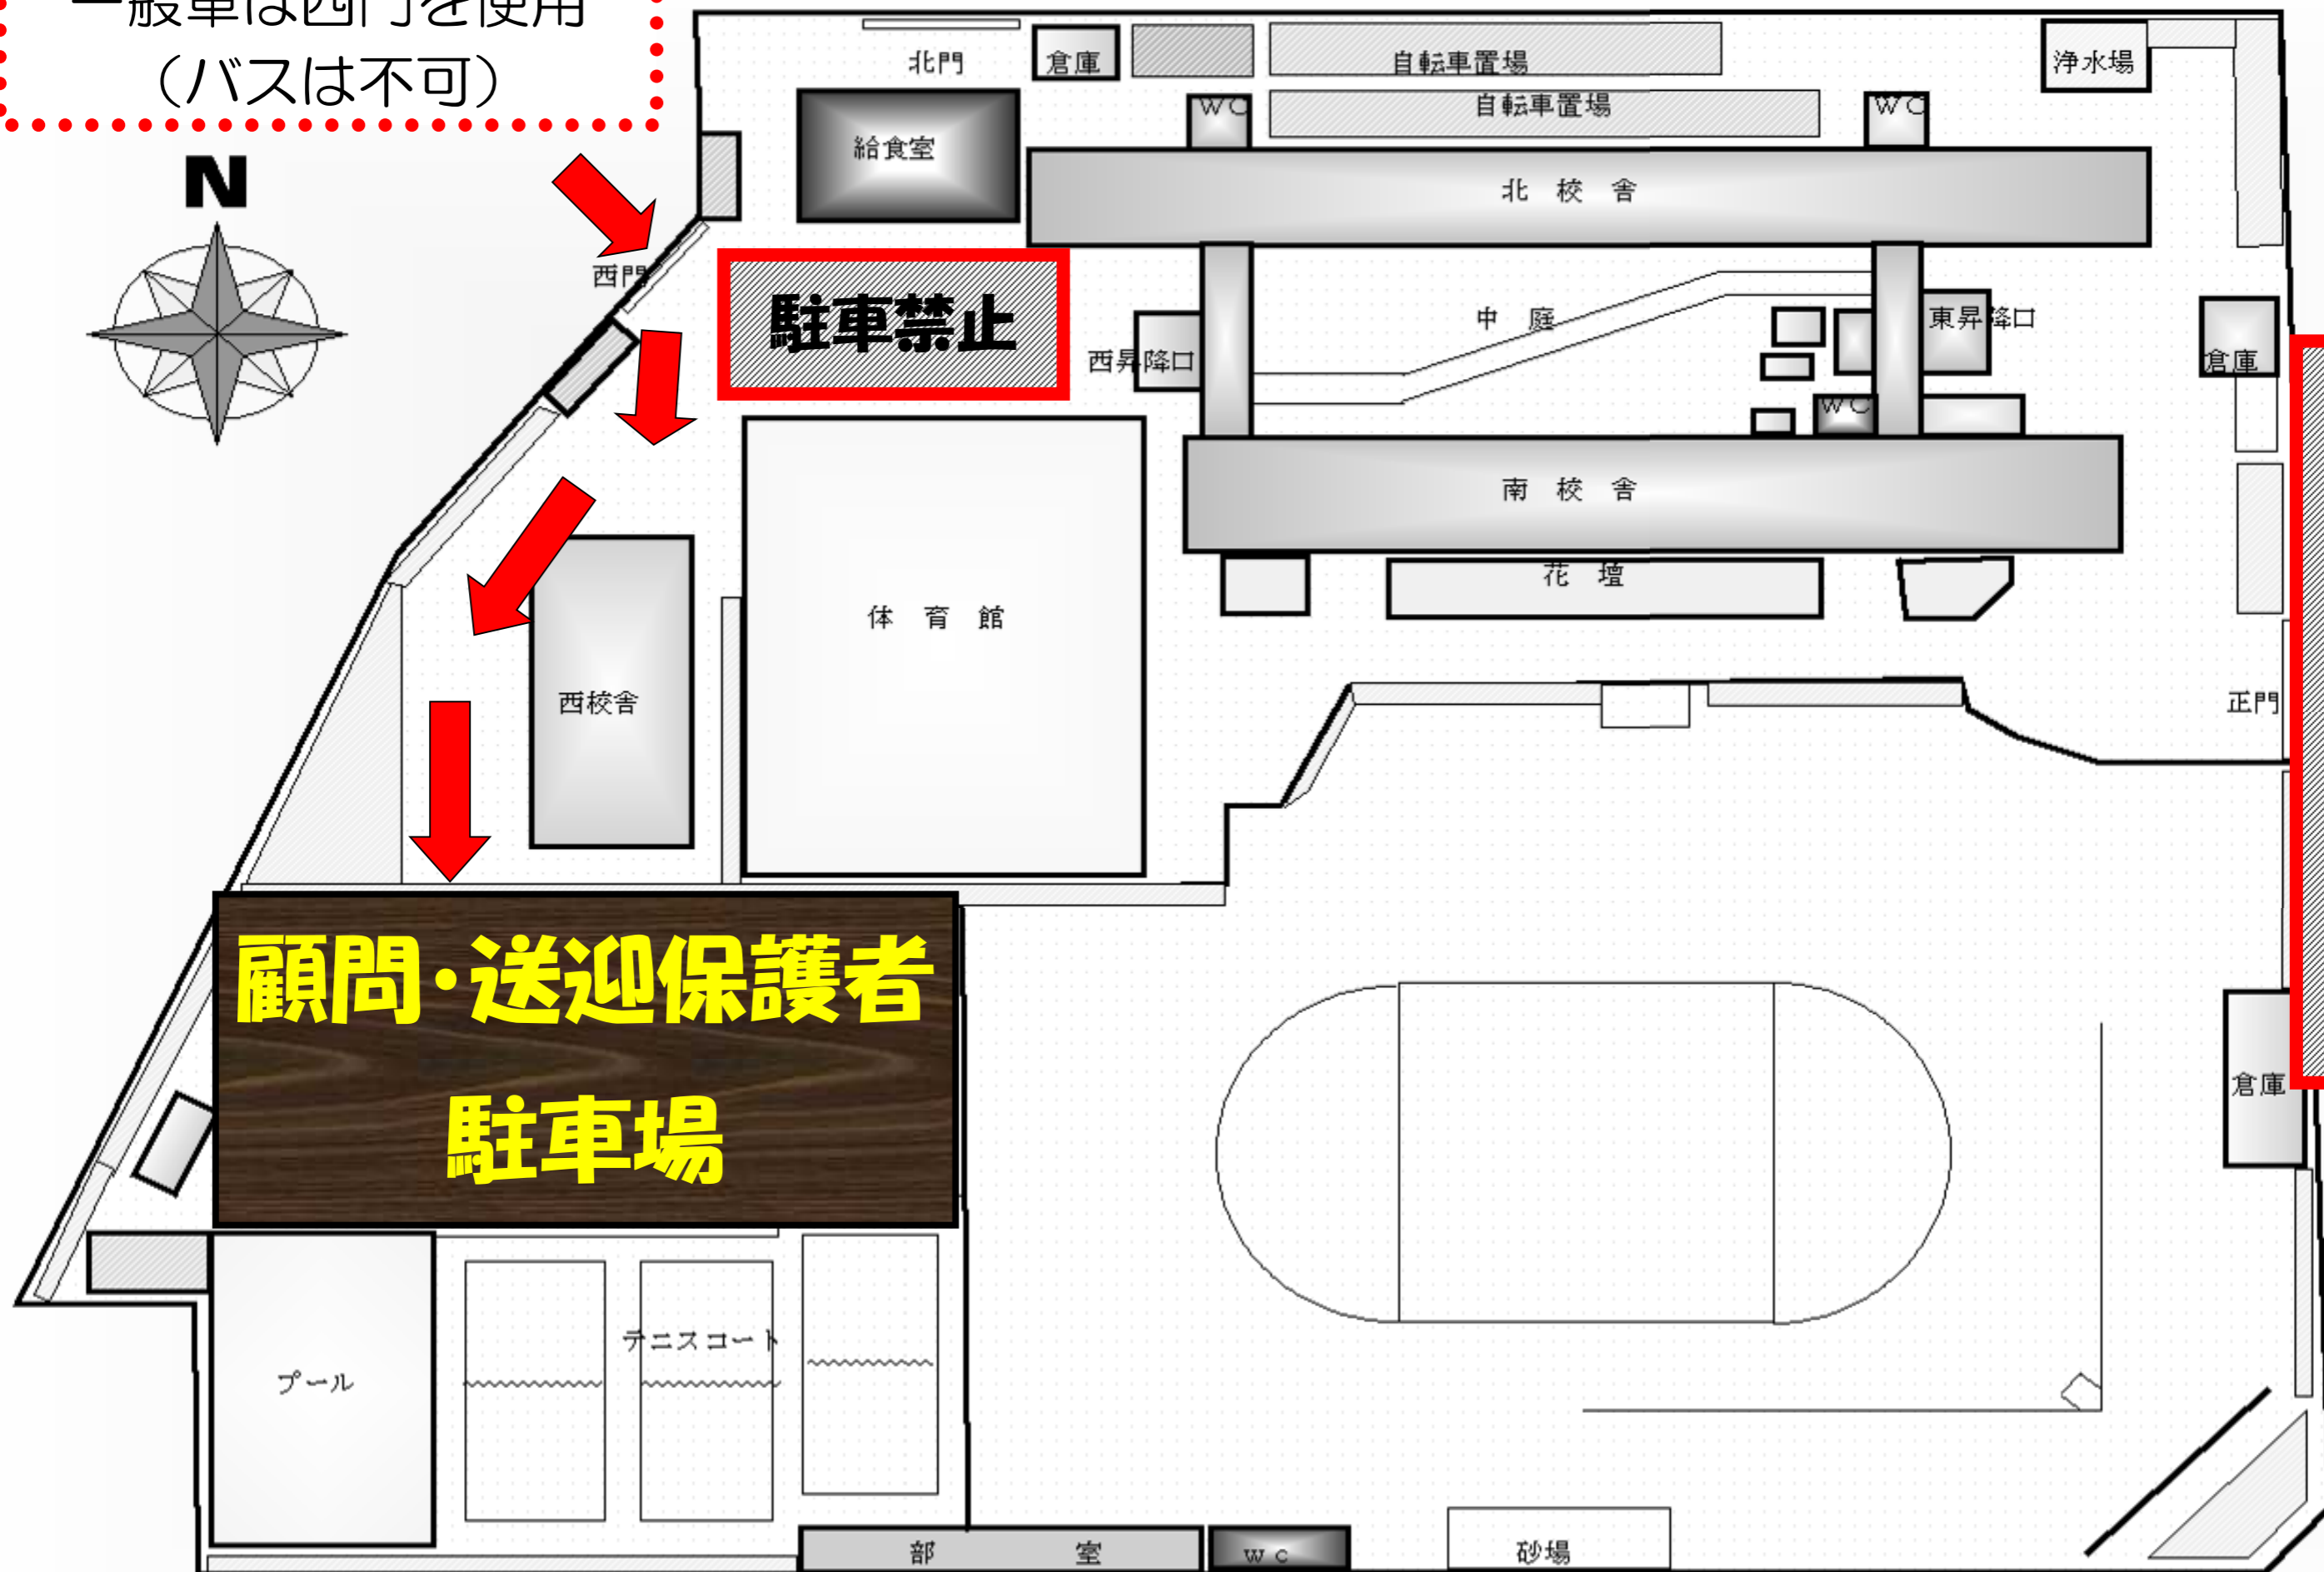 一般車は西門を使用
（バスは不可）
北門
倉庫
自転車置場
浄水場
自転車置場
WC
WC
給食室
N
北 校 舎
西門
駐車禁止
中 庭
東昇降口
西昇降口
倉庫
WC
南 校 舎
花 壇
体 育 館
西校舎
正門
顧問・送迎保護者
駐車場
倉庫
テニスコート
プール
部 室
wc
砂場